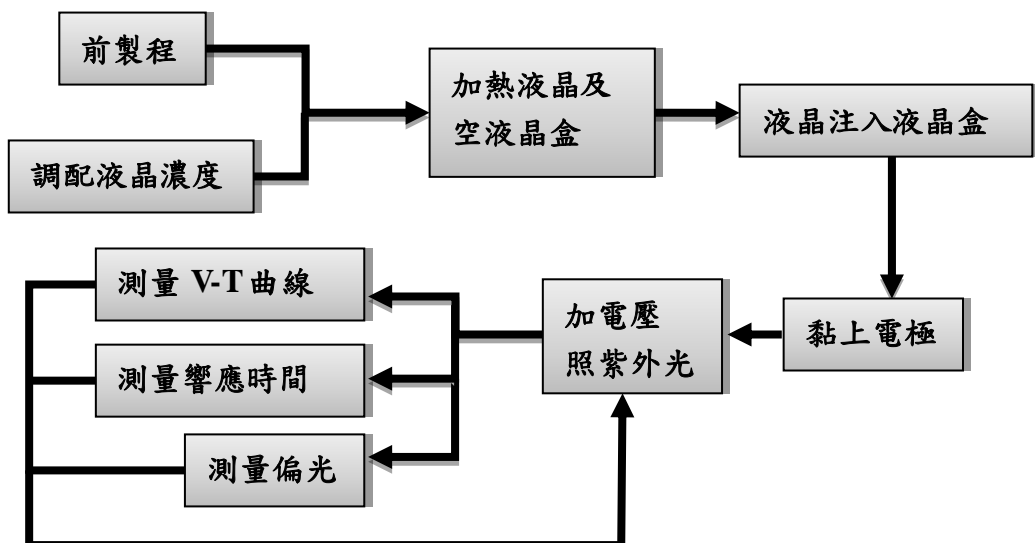 前製程
調配液晶濃度
加熱液晶及
空液晶盒
液晶注入液晶盒
黏上電極
加電壓
照紫外光
測量 V-T 曲線
測量響應時間
測量偏光